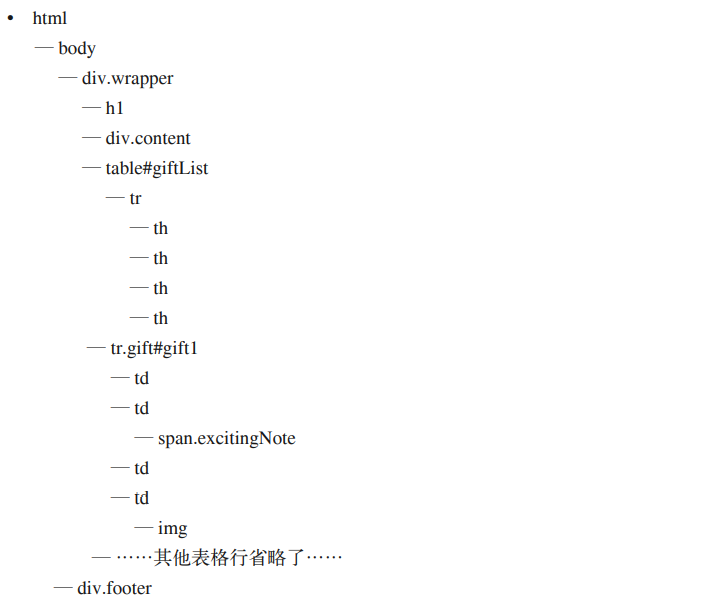 • html
— body
— div.wrapper
— h1
— div.content
— table#giftList
— tr
— th
— th
— th
— th
— tr.gift#gift1
— td
— td
— span.excitingNote
— td
— td
— img
— ……其他表格行省略了……
— div.footer